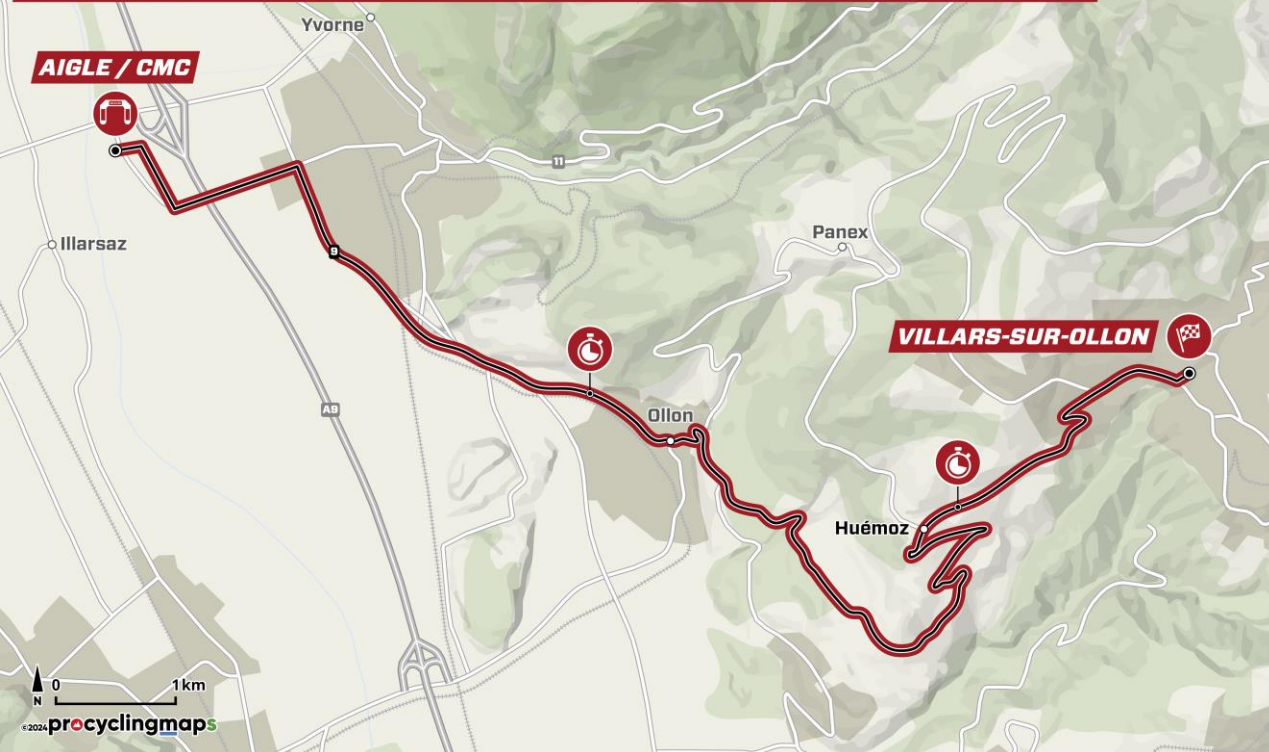 Yvorne
AIGLE / CMC
11
Illarsaz
Panex
9
VILLARS-SUR-OLLON
A9
Ollon
Huémoz
N
0 1km
©2024 procyclingmaps